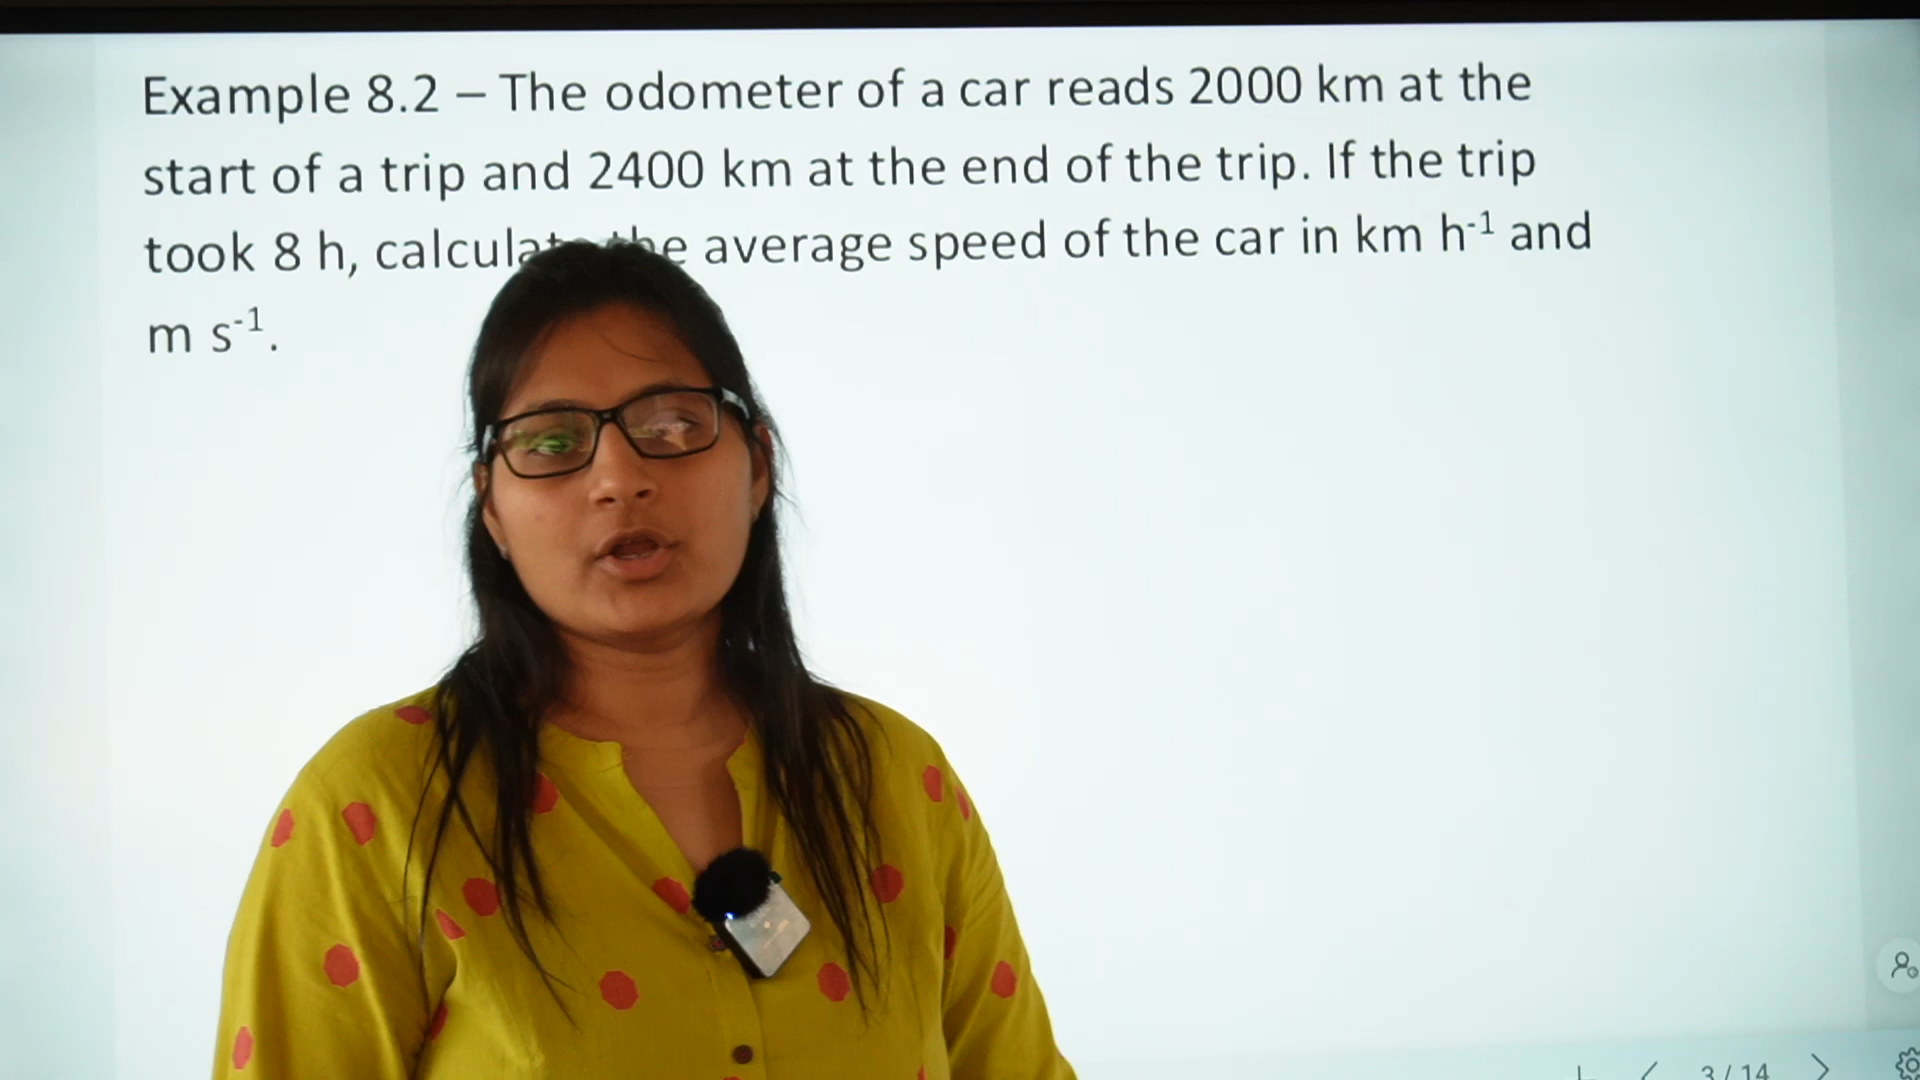 Example 8.2 – The odometer of a car reads 2000 km at the
start of a trip and 2400 km at the end of the trip. If the trip
took 8 h, calculate the average speed of the car in km h⁻¹ and
m s⁻¹.
3 / 14